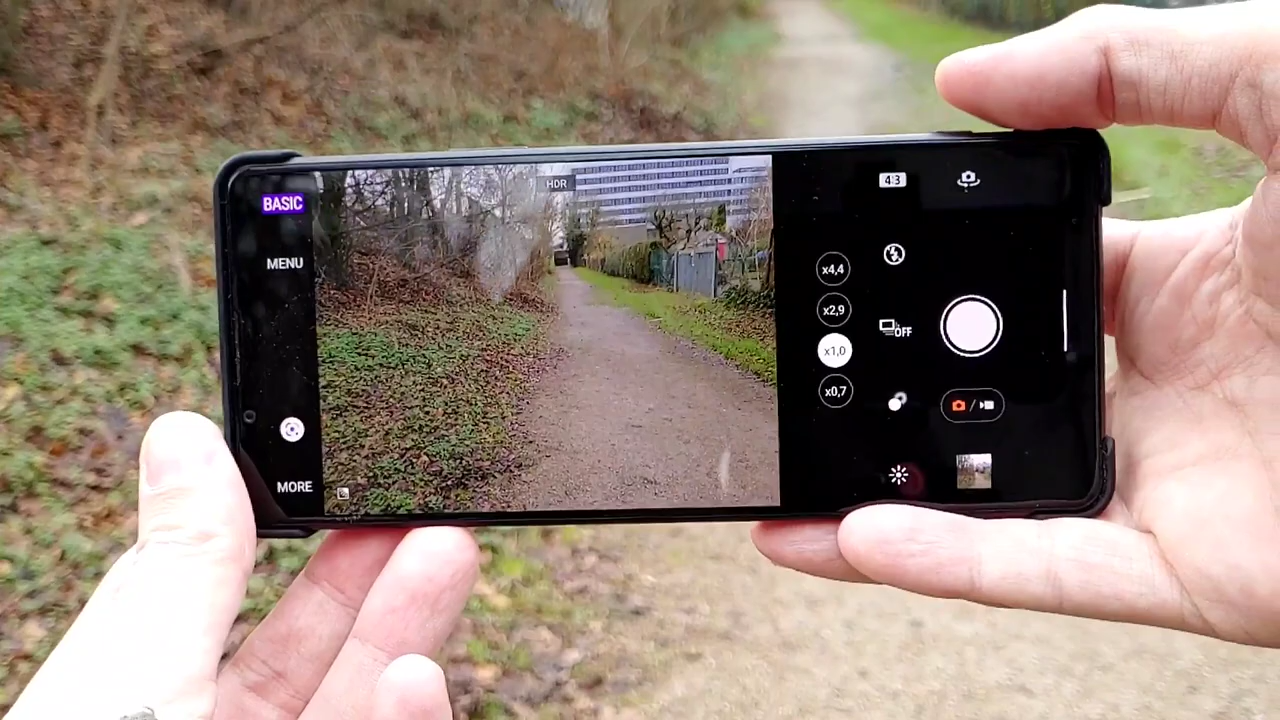 BASIC
MENU
MORE
HDR
x4,4
x2,9
x1,0
x0,7
4:3
OFF